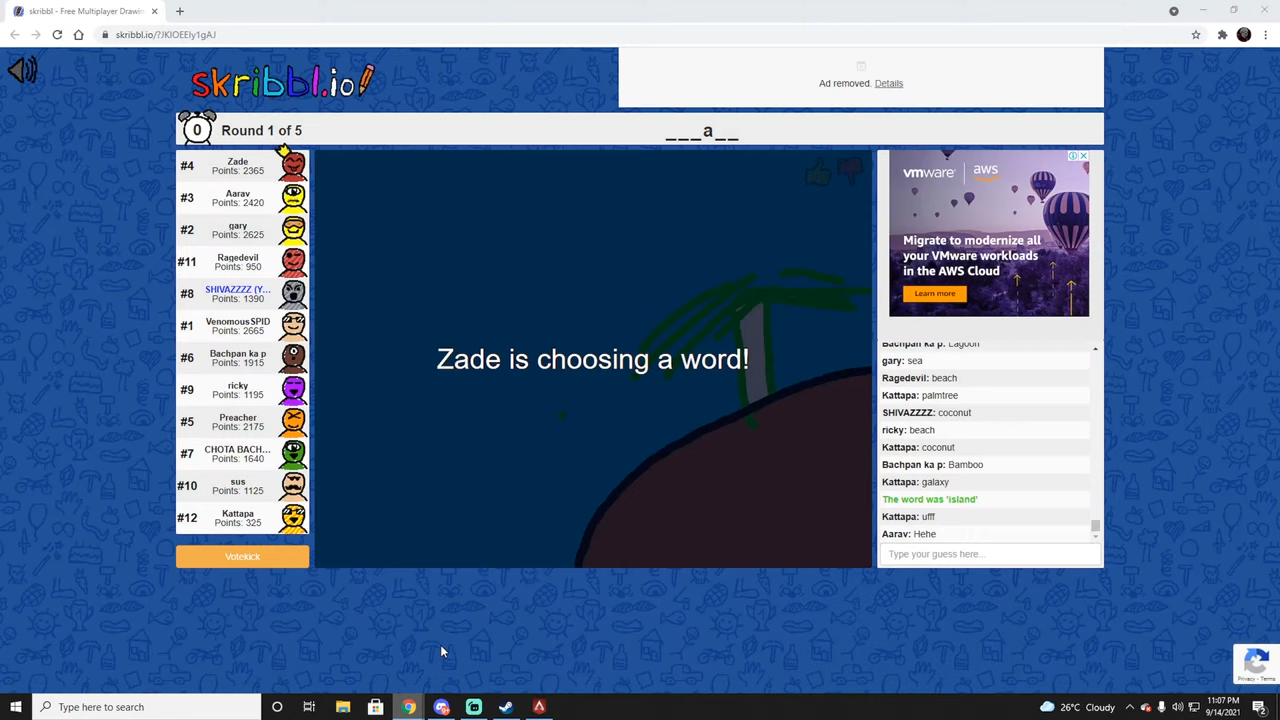 skribbl - Free Multiplayer Drawin
skribbl.io/?JKIOEEIy1gAJ
skribbl.io
Ad removed. Details
0 Round 1 of 5
___a__
#4 Zade
Points: 2365
#3 Aarav
Points: 2420
#2 gary
Points: 2625
#11 Ragedevil
Points: 950
#8 SHIVAZZZZ (Y...
Points: 1390
#1 VenomousSPID
Points: 2665
#6 Bachpan ka p
Points: 1915
#9 ricky
Points: 1195
#5 Preacher
Points: 2175
#7 CHOTA BACH...
Points: 1640
#10 sus
Points: 1125
#12 Kattapa
Points: 325
Votekick
Zade is choosing a word!
vmware® aws
Migrate to modernize all
your VMware workloads
in the AWS Cloud
Learn more
Bachpan ka p: Lagoon
gary: sea
Ragedevil: beach
Kattapa: palmtree
SHIVAZZZZ: coconut
ricky: beach
Kattapa: coconut
Bachpan ka p: Bamboo
Kattapa: galaxy
The word was 'island'
Kattapa: ufff
Aarav: Hehe
Type your guess here...
Privacy - Terms
Type here to search
26°C Cloudy
11:07 PM
9/14/2021
2